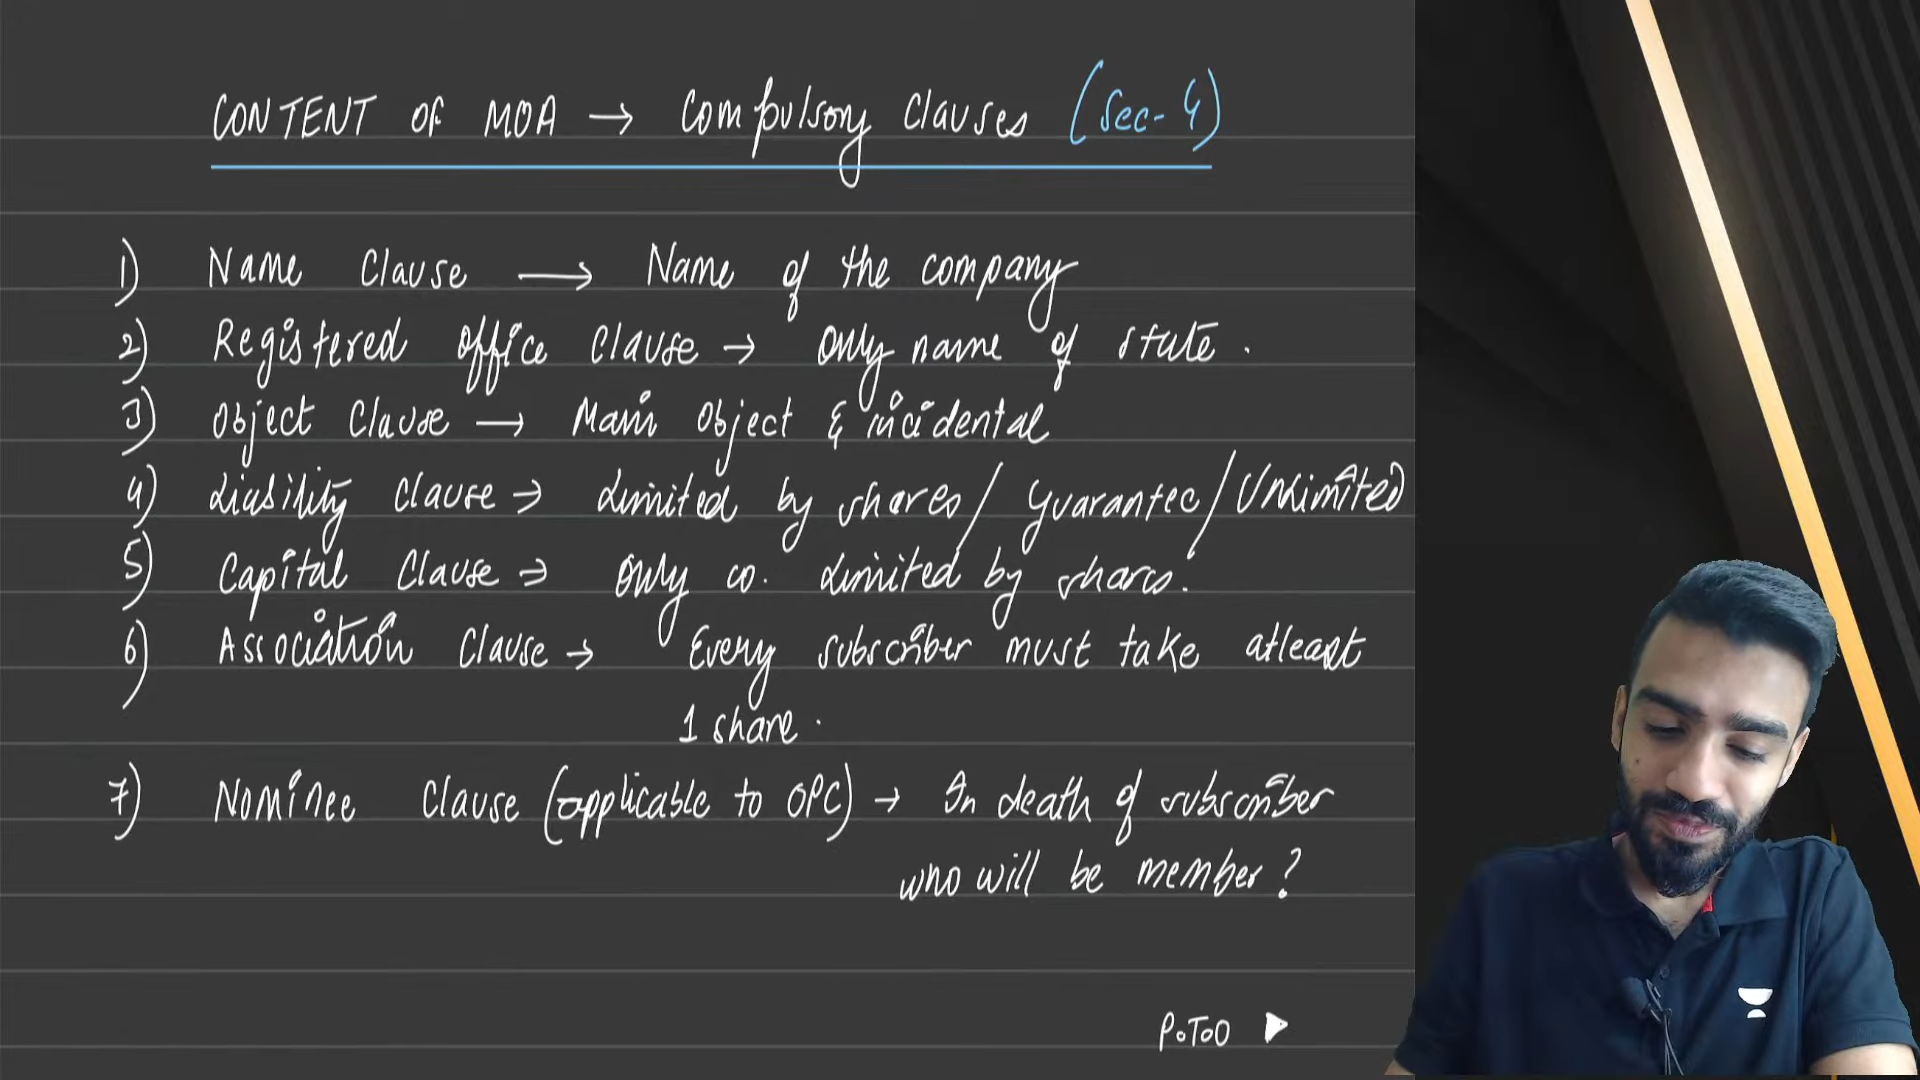 CONTENT OF MOA → Compulsory Clauses (Sec-4)
1) Name Clause → Name of the company
2) Registered office Clause → only name of state.
3) Object Clause → Main Object & incidental
4) Liability Clause → Limited by shares/ Guarantee/Unlimited
5) Capital Clause → Only co. Limited by shares.
6) Association Clause → Every subscriber must take atleast
1 share.
7) Nominee Clause (applicable to OPC) → In death of subscriber
who will be member?
P.T.O